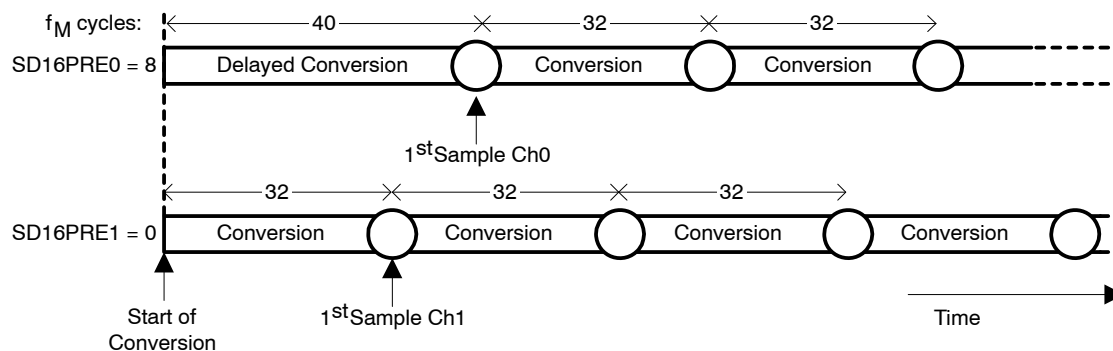 f_M cycles: 40 32 32
SD16PRE0 = 8 Delayed Conversion Conversion Conversion
1st Sample Ch0
32 32 32
SD16PRE1 = 0 Conversion Conversion Conversion Conversion
1st Sample Ch1
Start of
Conversion
Time